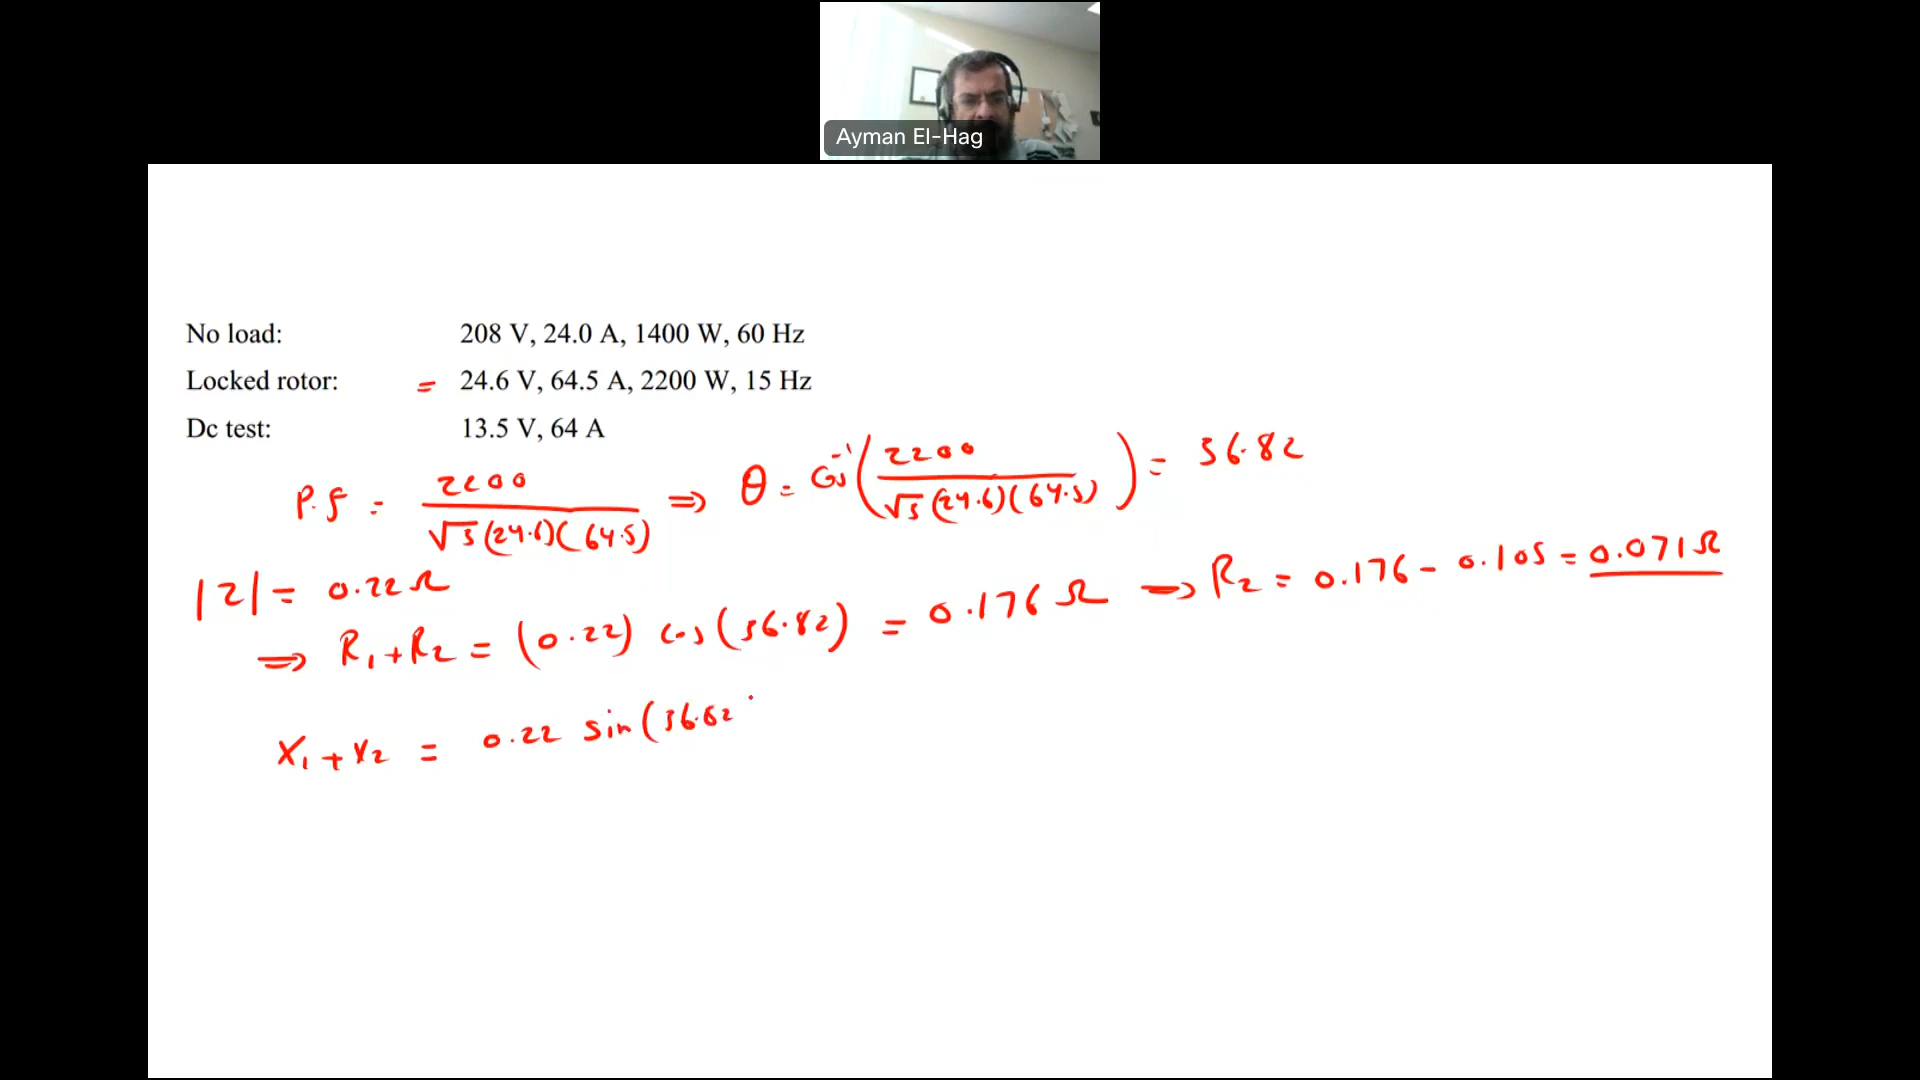 Ayman El-Hag
No load: 208 V, 24.0 A, 1400 W, 60 Hz
Locked rotor: = 24.6 V, 64.5 A, 2200 W, 15 Hz
Dc test: 13.5 V, 64 A
P.f = 2200 / √3 (24.6)(64.5) ⇒ θ = Cos⁻¹ (2200 / √3 (24.6)(64.5)) = 36.82
|Z| = 0.22 Ω
⇒ R₁+R₂ = (0.22) cos(36.82) = 0.176 Ω ⇒ R₂ = 0.176 - 0.105 = 0.071 Ω
X₁+X₂ = 0.22 sin(36.82